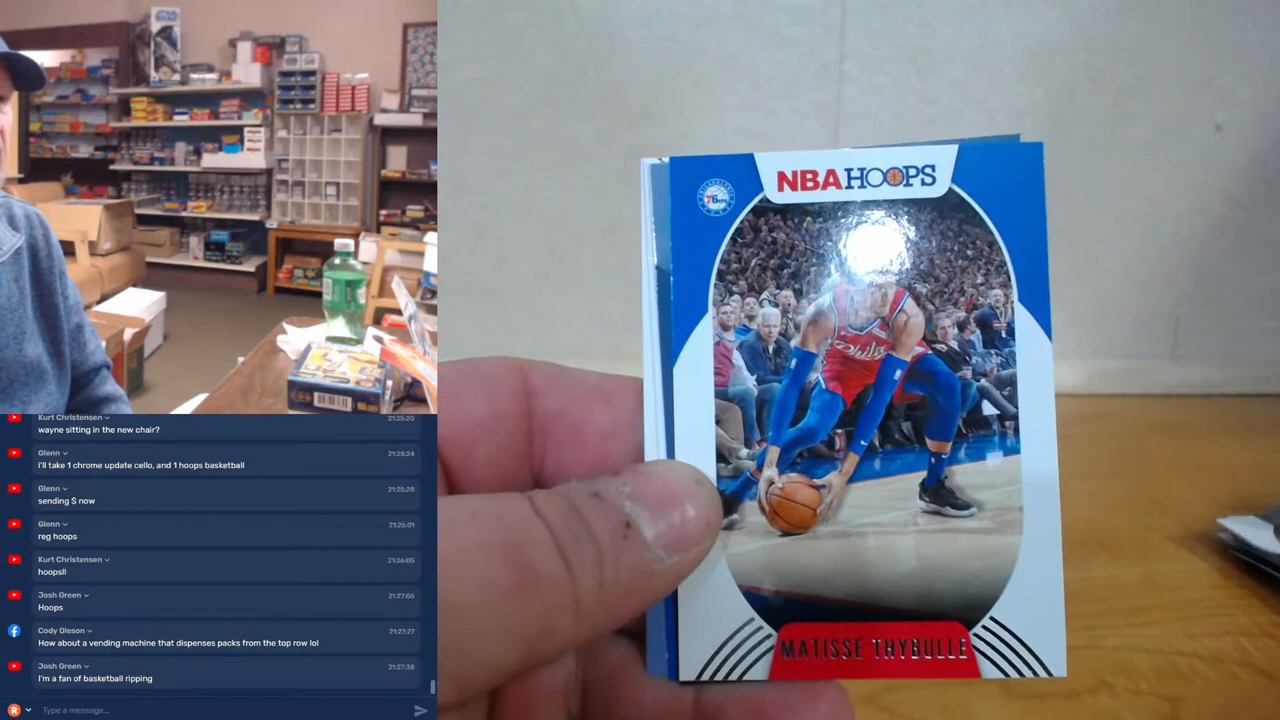 Kurt Christensen
21:25:20
wayne sitting in the new chair?
Glenn
21:25:24
i'll take 1 chrome update cello, and 1 hoops basketball
Glenn
21:25:28
sending $ now
Glenn
21:26:01
reg hoops
Kurt Christensen
21:26:05
hoops!!
Josh Green
21:27:06
Hoops
Cody Oleson
21:27:27
How about a vending machine that dispenses packs from the top row lol
Josh Green
21:27:38
I'm a fan of basketball ripping
R
Type a message...
NBA HOOPS
76ers
Phila
MATISSE THYBULLE